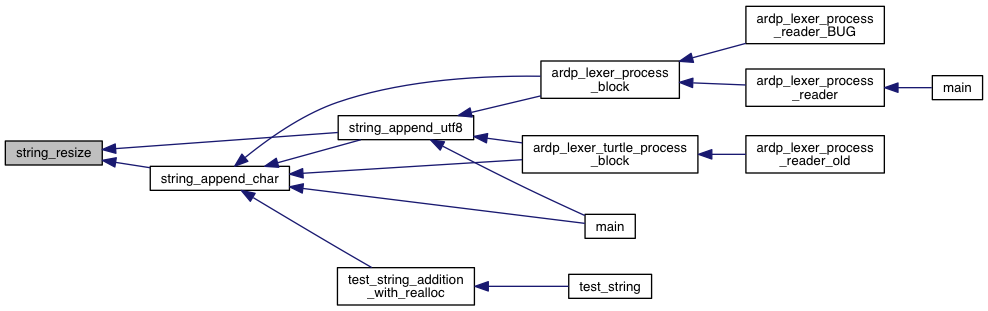 string_resize
string_append_char
string_append_utf8
ardp_lexer_process
_block
ardp_lexer_process
_reader_BUG
ardp_lexer_process
_reader
main
ardp_lexer_turtle_process
_block
ardp_lexer_process
_reader_old
main
test_string_addition
_with_realloc
test_string